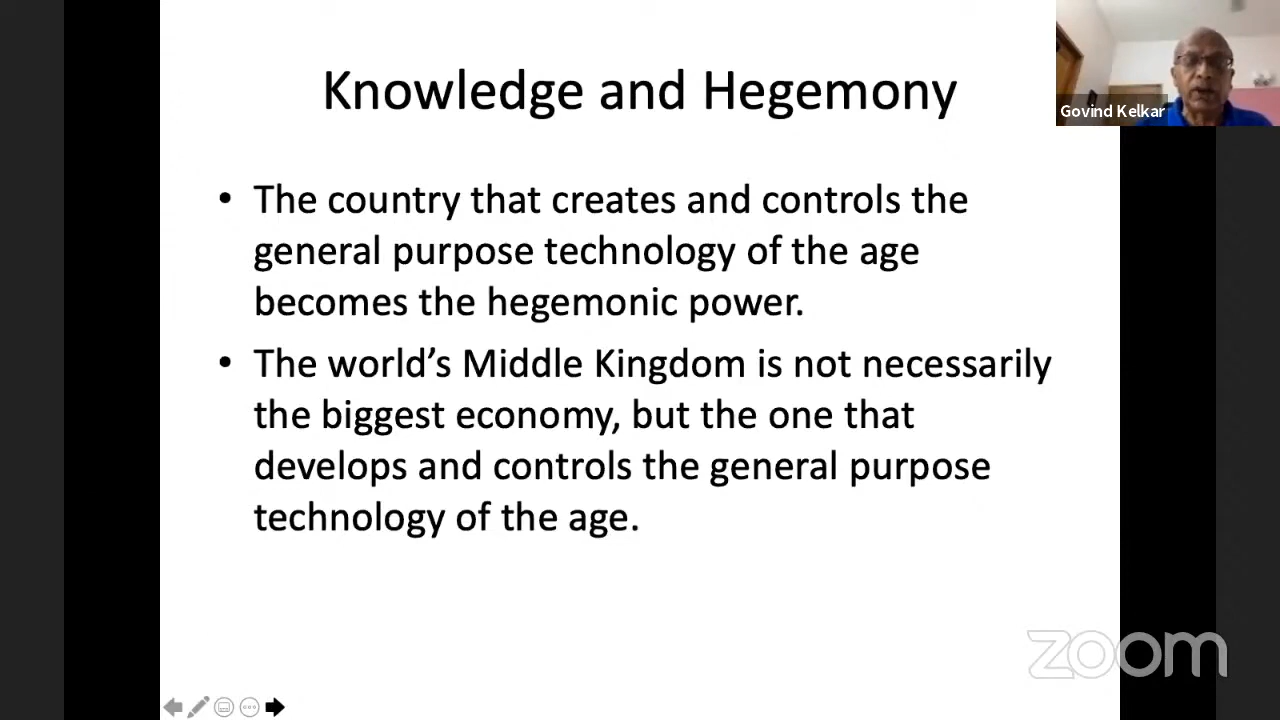 Knowledge and Hegemony
Govind Kelkar
• The country that creates and controls the
general purpose technology of the age
becomes the hegemonic power.
• The world’s Middle Kingdom is not necessarily
the biggest economy, but the one that
develops and controls the general purpose
technology of the age.
zoom